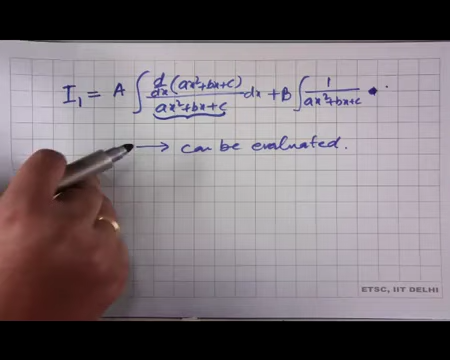 I₁ = A ∫ (d/dx (ax²+bx+c))/(ax²+bx+c) dx + B ∫ 1/(ax²+bx+c)
→ can be evaluated.
ETSC, IIT DELHI